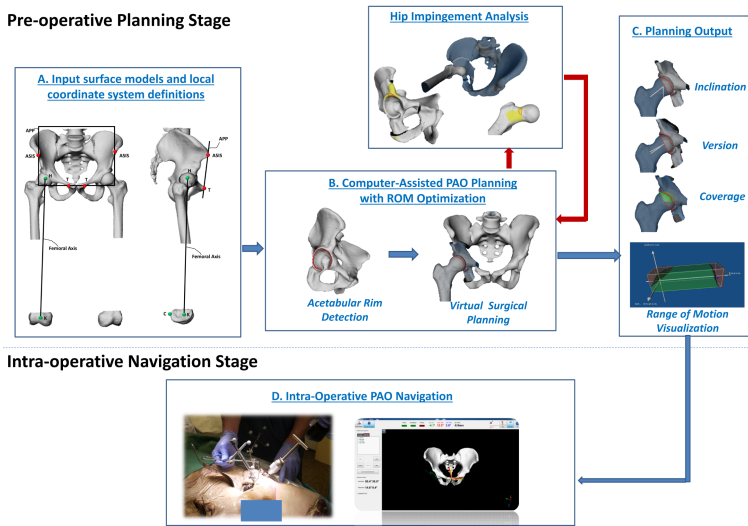 Pre-operative Planning Stage
A. Input surface models and local
coordinate system definitions
APP
ASIS
ASIS
H
T
T
Femoral Axis
K
APP
ASIS
H
T
Femoral Axis
C
K
Hip Impingement Analysis
B. Computer-Assisted PAO Planning
with ROM Optimization
Acetabular Rim
Detection
Virtual Surgical
Planning
C. Planning Output
Inclination
Version
Coverage
Range of Motion
Visualization
Intra-operative Navigation Stage
D. Intra-Operative PAO Navigation